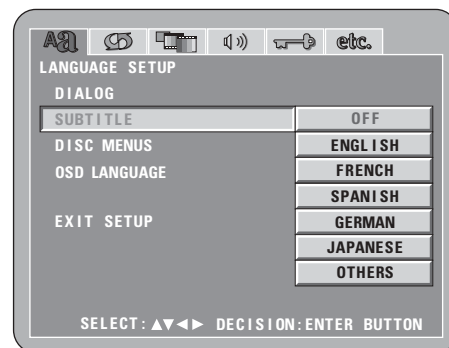 Aa etc.
LANGUAGE SETUP
DIALOG
SUBTITLE OFF
DISC MENUS ENGLISH
OSD LANGUAGE FRENCH
SPANISH
EXIT SETUP GERMAN
JAPANESE
OTHERS
SELECT:▲▼◀▶ DECISION:ENTER BUTTON